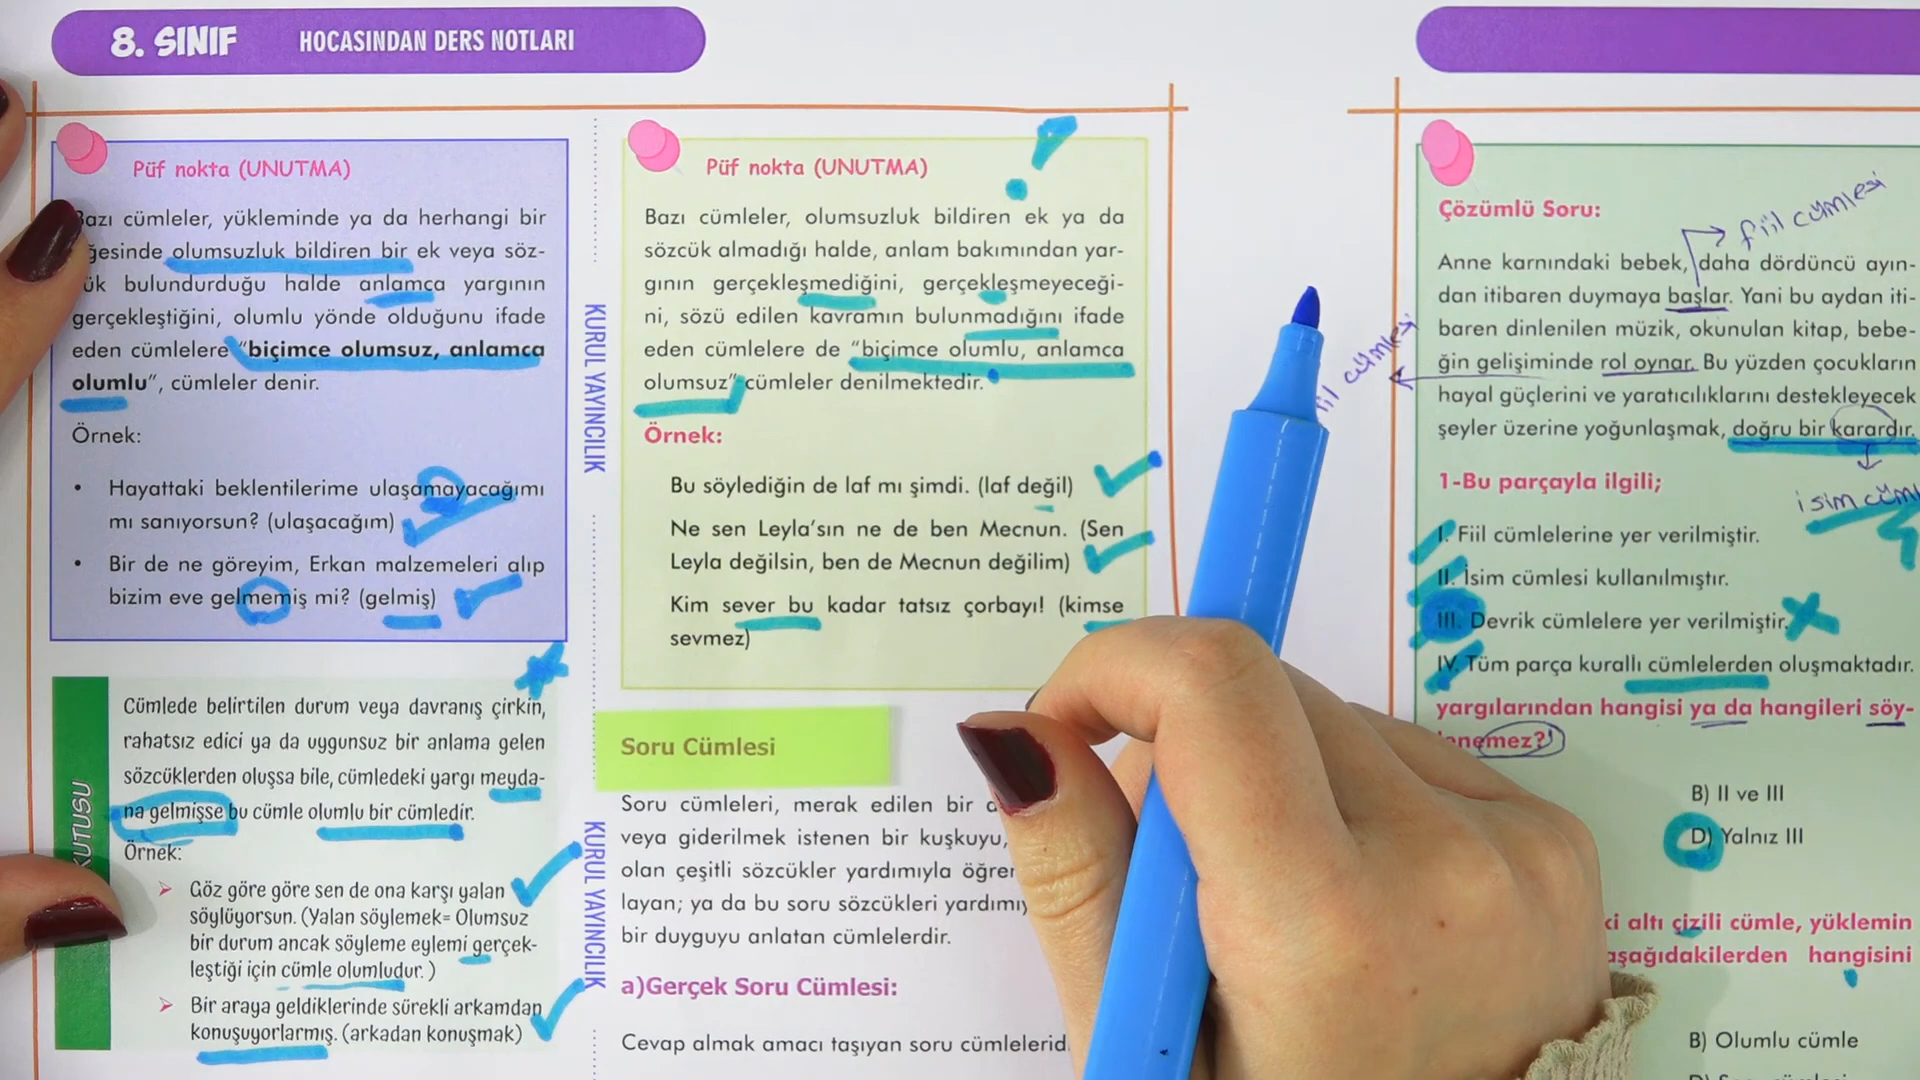 8. SINIF HOCASINDAN DERS NOTLARI
Püf nokta (UNUTMA)
Bazı cümleler, yükleminde ya da herhangi bir
olumsuzluk bildiren bir ek veya söz-
bulundurduğu halde anlamca yargının
gerçekleştiğini, olumlu yönde olduğunu ifade
eden cümlelere "biçimce olumsuz, anlamca
olumlu", cümleler denir.
Örnek:
• Hayattaki beklentilerime ulaşamayacağımı
mı sanıyorsun? (ulaşacağım)
• Bir de ne göreyim, Erkan malzemeleri alıp
bizim eve gelmemiş mi? (gelmiş)
KUTUSU
Cümlede belirtilen durum veya davranış çirkin,
rahatsız edici ya da uygunsuz bir anlama gelen
sözcüklerden oluşsa bile, cümledeki yargı meyda-
na gelmişse bu cümle olumlu bir cümledir.
Örnek:
Göz göre göre sen de ona karşı yalan
söylüyorsun. (Yalan söylemek= Olumsuz
bir durum ancak söyleme eylemi gerçek-
leştiği için cümle olumludur. )
Bir araya geldiklerinde sürekli arkamdan
konuşuyorlarmış. (arkadan konuşmak)
KURUL YAYINCILIK
KURUL YAYINCILIK
Püf nokta (UNUTMA)
Bazı cümleler, olumsuzluk bildiren ek ya da
sözcük almadığı halde, anlam bakımından yar-
gının gerçekleşmediğini, gerçekleşmeyeceği-
ni, sözü edilen kavramın bulunmadığını ifade
eden cümlelere de "biçimce olumlu, anlamca
olumsuz" cümleler denilmektedir.
Örnek:
Bu söylediğin de laf mı şimdi. (laf değil)
Ne sen Leyla'sın ne de ben Mecnun. (Sen
Leyla değilsin, ben de Mecnun değilim)
Kim sever bu kadar tatsız çorbayı! (kimse
sevmez)
Soru Cümlesi
Soru cümleleri, merak edilen bir
veya giderilmek istenen bir kuşkuyu,
olan çeşitli sözcükler yardımıyla
layan; ya da bu soru sözcükleri
bir duyguyu anlatan cümlelerdir.
a)Gerçek Soru Cümlesi:
Cevap almak amacı taşıyan soru
Çözümlü Soru:
fiil cümlesi
Anne karnındaki bebek, daha dördüncü ayın-
dan itibaren duymaya başlar. Yani bu aydan iti-
baren dinlenilen müzik, okunulan kitap, bebe-
ğin gelişiminde rol oynar. Bu yüzden çocukların
hayal güçlerini ve yaratıcılıklarını destekleyecek
şeyler üzerine yoğunlaşmak, doğru bir karardır.
cümlesi
isim
1-Bu parçayla ilgili;
I. Fiil cümlelerine yer verilmiştir.
II. İsim cümlesi kullanılmıştır.
III. Devrik cümlelere yer verilmiştir.
IV. Tüm parça kurallı cümlelerden oluşmaktadır.
yargılarından hangisi ya da hangileri söy-
lenemez?
B) II ve III
D) Yalnız III
altı çizili cümle, yüklemin
aşağıdakilerden hangisini
B) Olumlu cümle